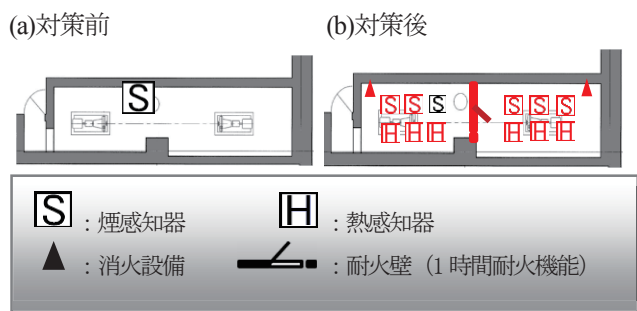 (a)対策前
(b)対策後
S
S S S S S S
H H H H H H
S : 煙感知器
H : 熱感知器
▲ : 消火設備
: 耐火壁（1 時間耐火機能）